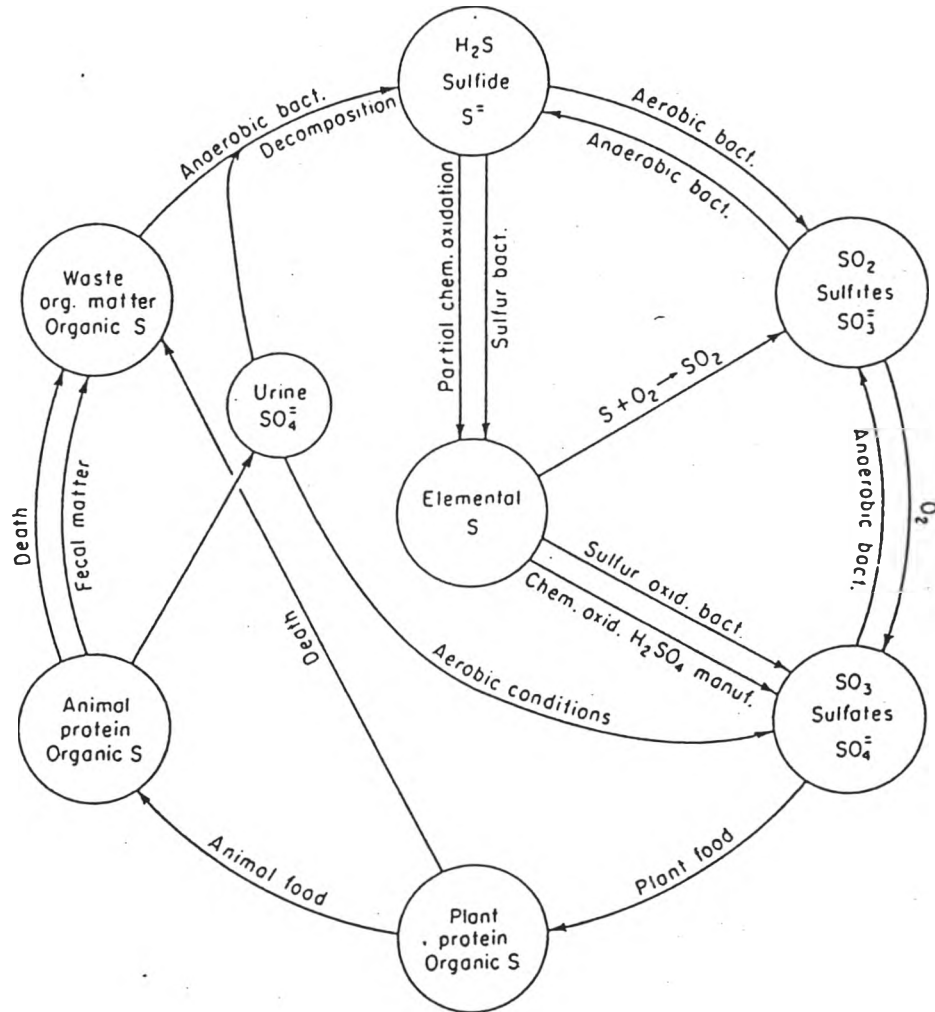 H₂S
Sulfide
S⁼
Anaerobic bact.
Decomposition
Aerobic bact.
Anaerobic bact.
Waste
org. matter
Organic S
Partial chem. oxidation
Sulfur bact.
SO₂
Sulfites
SO₃⁼
Urine
SO₄⁼
S + O₂ → SO₂
Elemental
S
Anaerobic bact.
O₂
Death
Fecal matter
Death
Sulfur oxid. bact.
Chem. oxid. H₂SO₄ manuf.
Aerobic conditions
Animal
protein
Organic S
SO₃
Sulfates
SO₄⁼
Animal food
Plant food
Plant
protein
Organic S